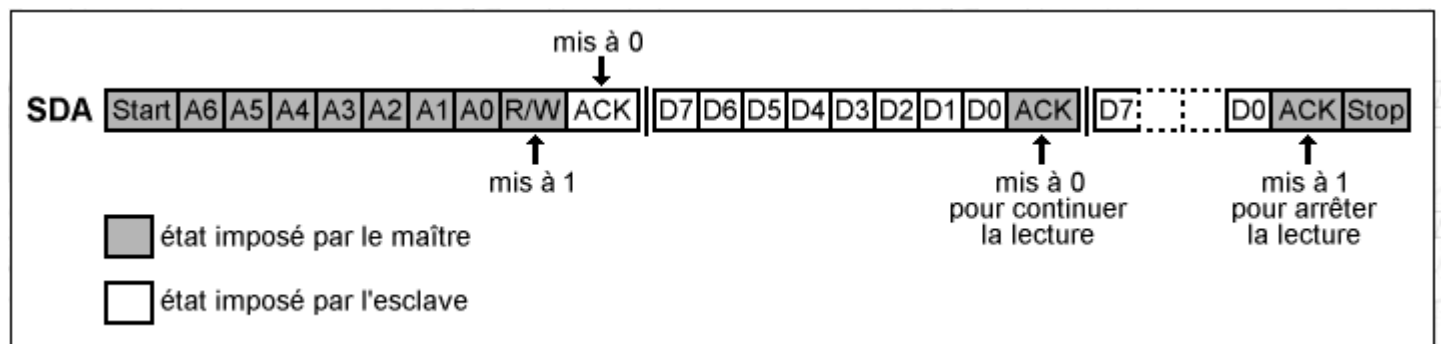 mis à 0
SDA Start A6 A5 A4 A3 A2 A1 A0 R/W ACK D7 D6 D5 D4 D3 D2 D1 D0 ACK D7 D0 ACK Stop
mis à 1 mis à 0 mis à 1
pour continuer pour arrêter
la lecture la lecture
état imposé par le maître
état imposé par l'esclave